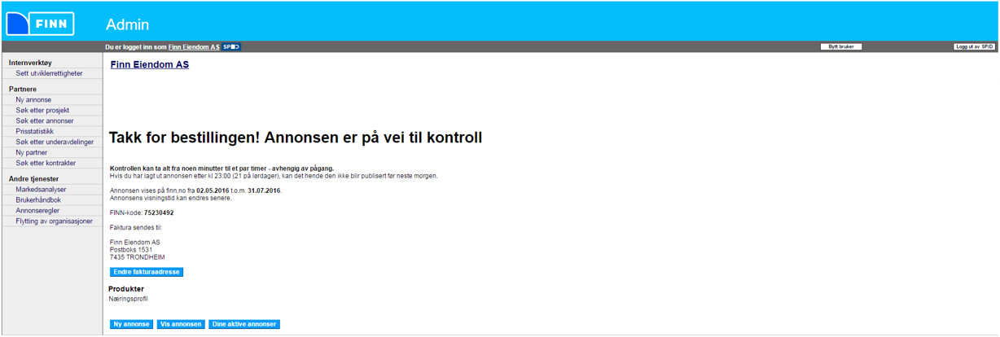 FINN
Admin
Du er logget inn som Finn Eiendom AS SPiD
Bytt bruker
Logg ut av SPiD
Internverktøy
Sett utviklerrettigheter
Partnere
Ny annonse
Søk etter prosjekt
Søk etter annonser
Prisstatistikk
Søk etter underavdelinger
Ny partner
Søk etter kontrakter
Andre tjenester
Markedsanalyser
Brukerhåndbok
Annonseregler
Flytting av organisasjoner
Finn Eiendom AS
Takk for bestillingen! Annonsen er på vei til kontroll
Kontrollen kan ta alt fra noen minutter til et par timer - avhengig av pågang.
Hvis du har lagt ut annonsen etter kl 23:00 (21 på lørdager), kan det hende den ikke blir publisert før neste morgen.
Annonsen vises på finn.no fra 02.05.2016 t.o.m. 31.07.2016.
Annonsens visningstid kan endres senere.
FINN-kode: 75230492
Faktura sendes til:
Finn Eiendom AS
Postboks 1531
7435 TRONDHEIM
Endre fakturaadresse
Produkter
Næringsprofil
Ny annonse
Vis annonsen
Dine aktive annonser